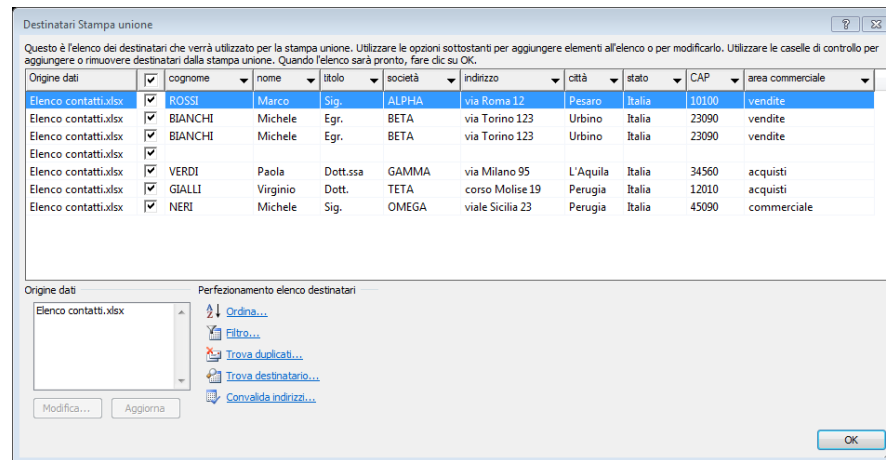 Destinatari Stampa unione
Questo è l'elenco dei destinatari che verrà utilizzato per la stampa unione. Utilizzare le opzioni sottostanti per aggiungere elementi all'elenco o per modificarlo. Utilizzare le caselle di controllo per
aggiungere o rimuovere destinatari dalla stampa unione. Quando l'elenco sarà pronto, fare clic su OK.
Origine dati cognome nome titolo società indirizzo città stato CAP area commerciale
Elenco contatti.xlsx ROSSI Marco Sig. ALPHA via Roma 12 Pesaro Italia 10100 vendite
Elenco contatti.xlsx BIANCHI Michele Egr. BETA via Torino 123 Urbino Italia 23090 vendite
Elenco contatti.xlsx BIANCHI Michele Egr. BETA via Torino 123 Urbino Italia 23090 vendite
Elenco contatti.xlsx
Elenco contatti.xlsx VERDI Paola Dott.ssa GAMMA via Milano 95 L'Aquila Italia 34560 acquisti
Elenco contatti.xlsx GIALLI Virginio Dott. TETA corso Molise 19 Perugia Italia 12010 acquisti
Elenco contatti.xlsx NERI Michele Sig. OMEGA viale Sicilia 23 Perugia Italia 45090 commerciale
Origine dati Perfezionamento elenco destinatari
Elenco contatti.xlsx
Ordina...
Filtro...
Trova duplicati...
Trova destinatario...
Convalida indirizzi...
Modifica... Aggiorna
OK